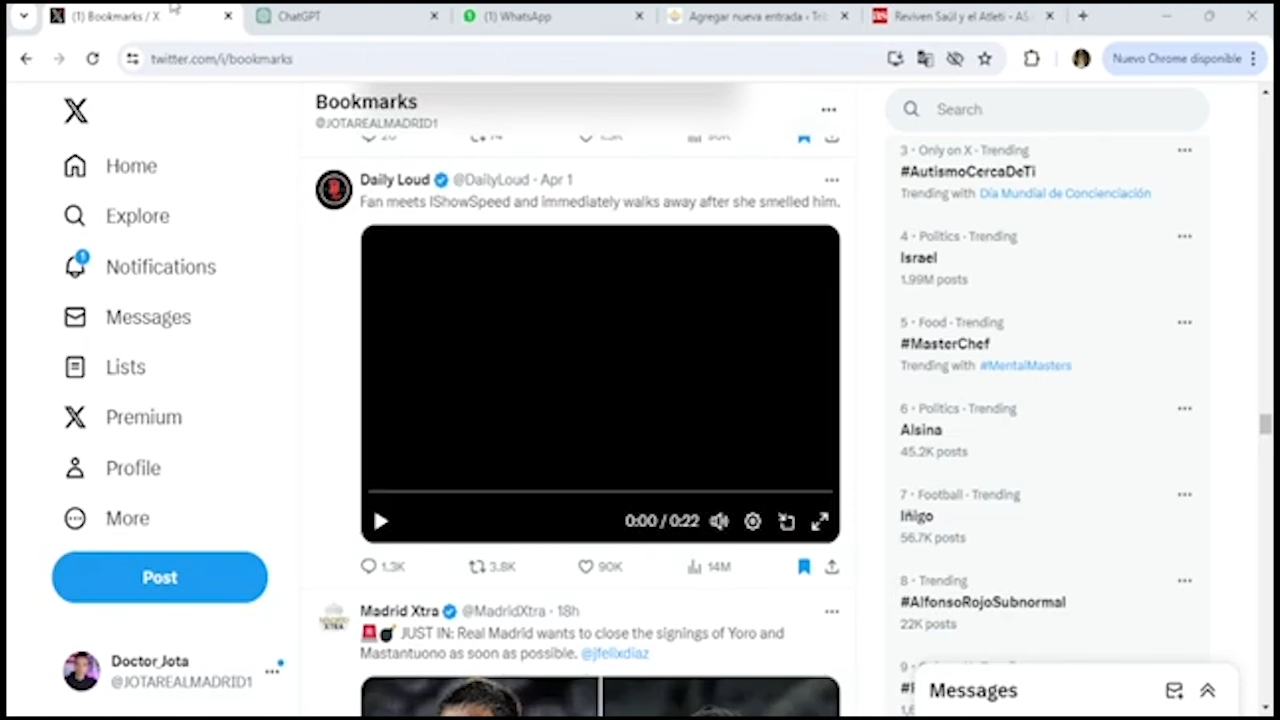 (1) Bookmarks / X
ChatGPT
(1) WhatsApp
Agregar nueva entrada ‹ Trib
Reviven Saúl y el Atleti - AS
twitter.com/i/bookmarks
Nuevo Chrome disponible
Bookmarks
@JOTAREALMADRID1
Home
Explore
Notifications
Messages
Lists
Premium
Profile
More
Post
Doctor_Jota
@JOTAREALMADRID1
Daily Loud @DailyLoud · Apr 1
Fan meets IShowSpeed and immediately walks away after she smelled him.
0:00 / 0:22
1.3K 3.8K 90K 14M
Madrid Xtra @MadridXtra · 18h
🚨💣 JUST IN: Real Madrid wants to close the signings of Yoro and
Mastantuono as soon as possible. @jfelixdiaz
Search
3 · Only on X · Trending
#AutismoCercaDeTi
Trending with Día Mundial de Concienciación
4 · Politics · Trending
Israel
1.99M posts
5 · Food · Trending
#MasterChef
Trending with #MentalMasters
6 · Politics · Trending
Alsina
45.2K posts
7 · Football · Trending
Iñigo
56.7K posts
8 · Trending
#AlfonsoRojoSubnormal
22K posts
Messages